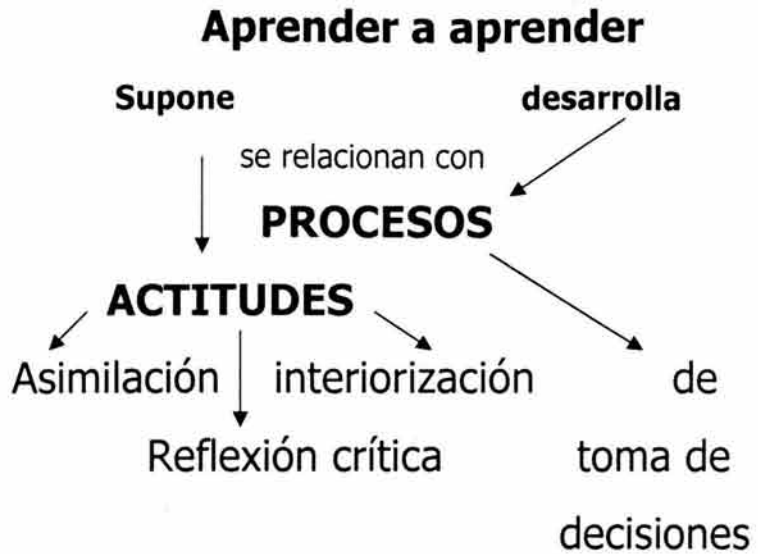 Aprender a aprender
Supone desarrolla
se relacionan con
PROCESOS
ACTITUDES
Asimilación interiorización de
Reflexión crítica toma de
decisiones